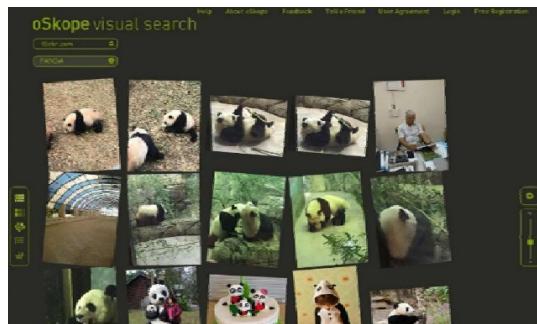 Help About oSkope Feedback Tell a Friend User Agreement Login Free Registration
oSkope visual search
flickr.com
PANDA